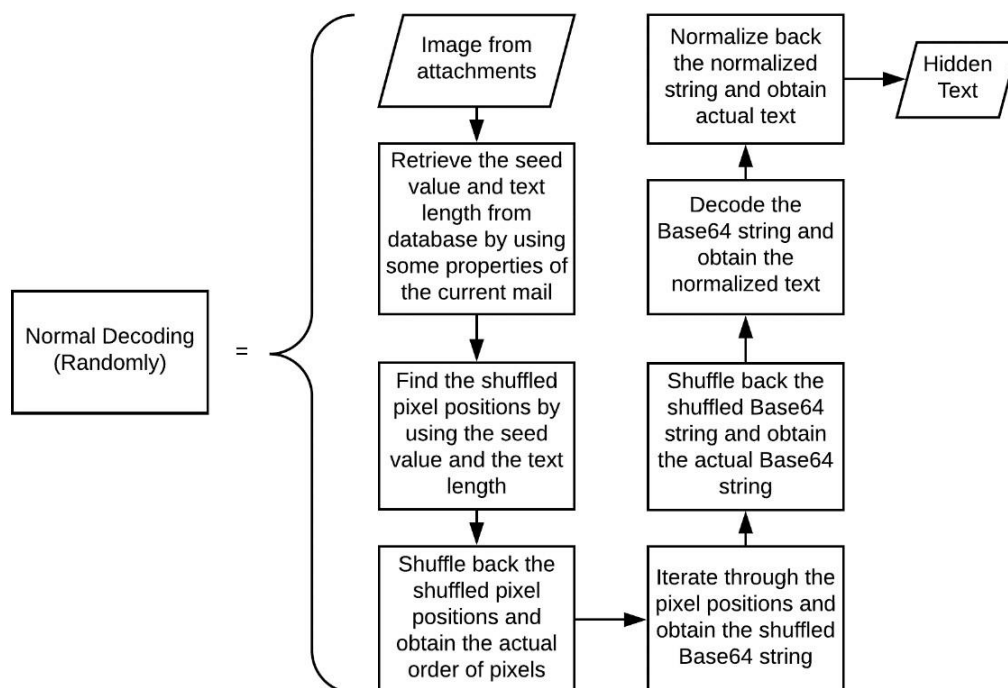 Normal Decoding
(Randomly)
=
Image from
attachments
Retrieve the seed
value and text
length from
database by using
some properties of
the current mail
Find the shuffled
pixel positions by
using the seed
value and the text
length
Shuffle back the
shuffled pixel
positions and
obtain the actual
order of pixels
Iterate through the
pixel positions and
obtain the shuffled
Base64 string
Shuffle back the
shuffled Base64
string and obtain
the actual Base64
string
Decode the
Base64 string and
obtain the
normalized text
Normalize back
the normalized
string and obtain
actual text
Hidden
Text